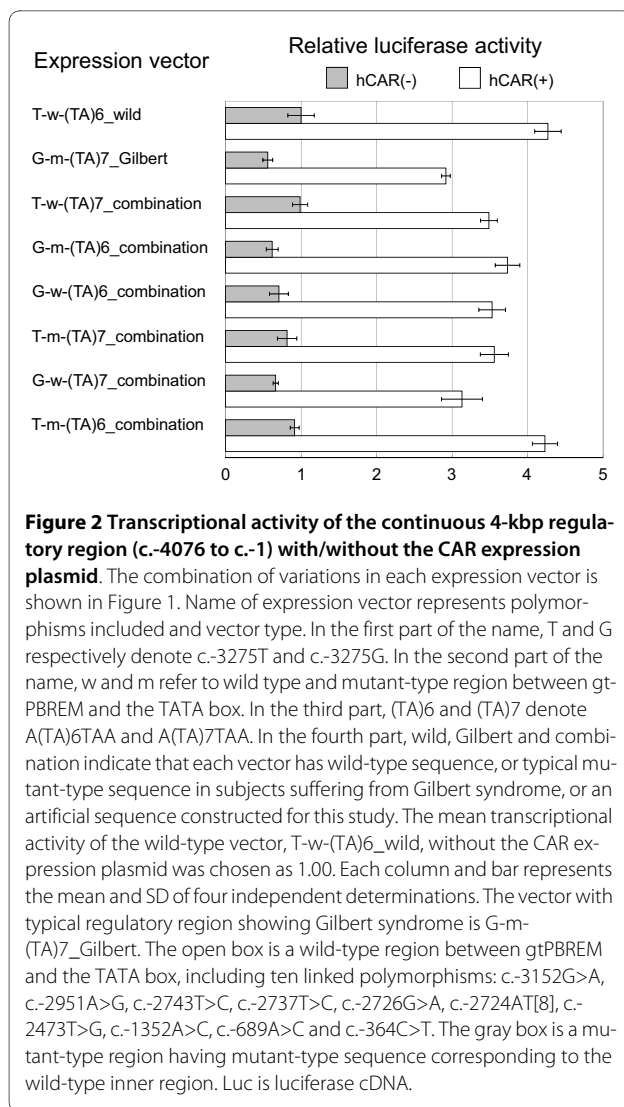 Expression vector
Relative luciferase activity
hCAR(-) hCAR(+)
T-w-(TA)6_wild
G-m-(TA)7_Gilbert
T-w-(TA)7_combination
G-m-(TA)6_combination
G-w-(TA)6_combination
T-m-(TA)7_combination
G-w-(TA)7_combination
T-m-(TA)6_combination
0 1 2 3 4 5
Figure 2 Transcriptional activity of the continuous 4-kbp regula-
tory region (c.-4076 to c.-1) with/without the CAR expression
plasmid. The combination of variations in each expression vector is
shown in Figure 1. Name of expression vector represents polymor-
phisms included and vector type. In the first part of the name, T and G
respectively denote c.-3275T and c.-3275G. In the second part of the
name, w and m refer to wild type and mutant-type region between gt-
PBREM and the TATA box. In the third part, (TA)6 and (TA)7 denote
A(TA)6TAA and A(TA)7TAA. In the fourth part, wild, Gilbert and combi-
nation indicate that each vector has wild-type sequence, or typical mu-
tant-type sequence in subjects suffering from Gilbert syndrome, or an
artificial sequence constructed for this study. The mean transcriptional
activity of the wild-type vector, T-w-(TA)6_wild, without the CAR ex-
pression plasmid was chosen as 1.00. Each column and bar represents
the mean and SD of four independent determinations. The vector with
typical regulatory region showing Gilbert syndrome is G-m-
(TA)7_Gilbert. The open box is a wild-type region between gtPBREM
and the TATA box, including ten linked polymorphisms: c.-3152G>A,
c.-2951A>G, c.-2743T>C, c.-2737T>C, c.-2726G>A, c.-2724AT[8], c.-
2473T>G, c.-1352A>C, c.-689A>C and c.-364C>T. The gray box is a mu-
tant-type region having mutant-type sequence corresponding to the
wild-type inner region. Luc is luciferase cDNA.